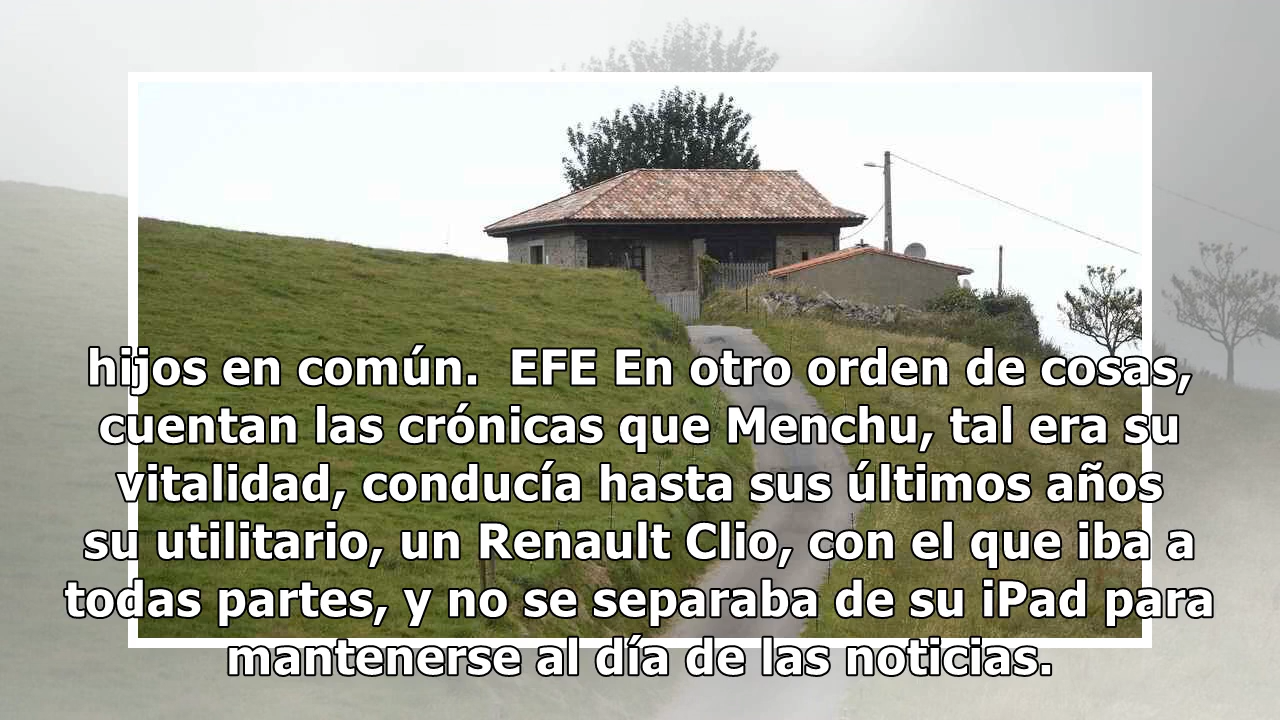 hijos en común.  EFE En otro orden de cosas,
cuentan las crónicas que Menchu, tal era su
vitalidad, conducía hasta sus últimos años
su utilitario, un Renault Clio, con el que iba a
todas partes, y no se separaba de su iPad para
mantenerse al día de las noticias.